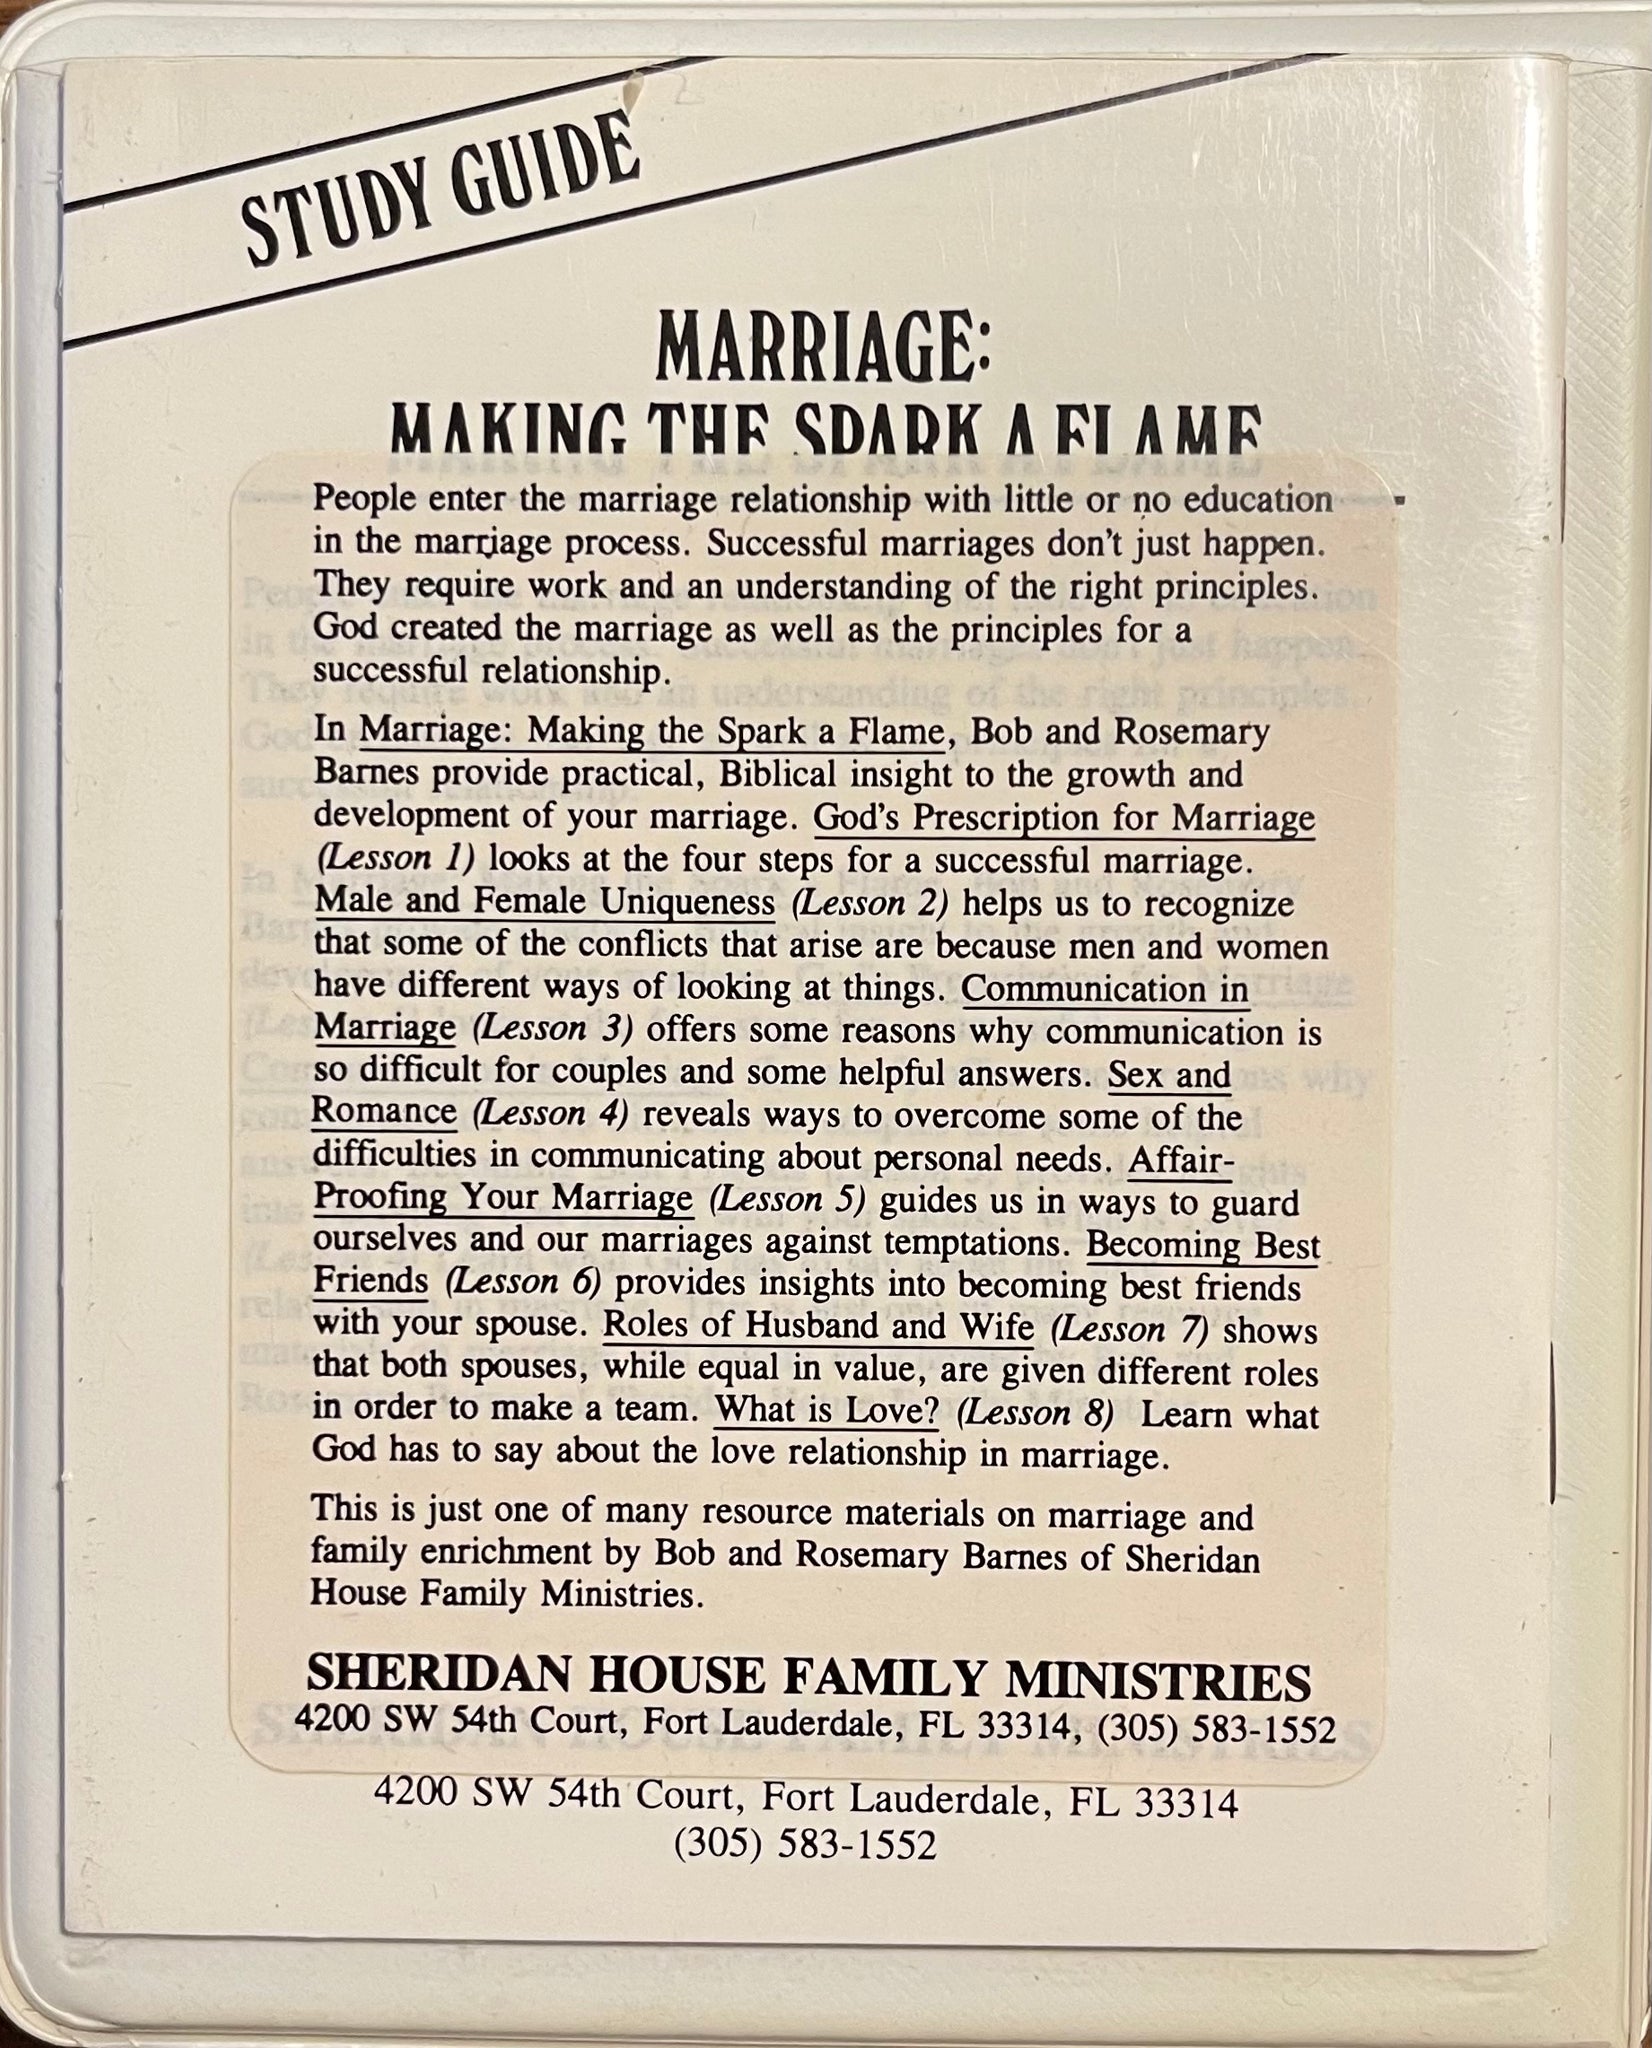 STUDY GUIDE
MARRIAGE:
MAKING THE SPARK A FLAME
People enter the marriage relationship with little or no education
in the marriage process. Successful marriages don't just happen.
They require work and an understanding of the right principles.
God created the marriage as well as the principles for a
successful relationship.
In Marriage: Making the Spark a Flame, Bob and Rosemary
Barnes provide practical, Biblical insight to the growth and
development of your marriage. God's Prescription for Marriage
(Lesson 1) looks at the four steps for a successful marriage.
Male and Female Uniqueness (Lesson 2) helps us to recognize
that some of the conflicts that arise are because men and women
have different ways of looking at things. Communication in
Marriage (Lesson 3) offers some reasons why communication is
so difficult for couples and some helpful answers. Sex and
Romance (Lesson 4) reveals ways to overcome some of the
difficulties in communicating about personal needs. Affair-
Proofing Your Marriage (Lesson 5) guides us in ways to guard
ourselves and our marriages against temptations. Becoming Best
Friends (Lesson 6) provides insights into becoming best friends
with your spouse. Roles of Husband and Wife (Lesson 7) shows
that both spouses, while equal in value, are given different roles
in order to make a team. What is Love? (Lesson 8) Learn what
God has to say about the love relationship in marriage.
This is just one of many resource materials on marriage and
family enrichment by Bob and Rosemary Barnes of Sheridan
House Family Ministries.
SHERIDAN HOUSE FAMILY MINISTRIES
4200 SW 54th Court, Fort Lauderdale, FL 33314, (305) 583-1552
4200 SW 54th Court, Fort Lauderdale, FL 33314
(305) 583-1552